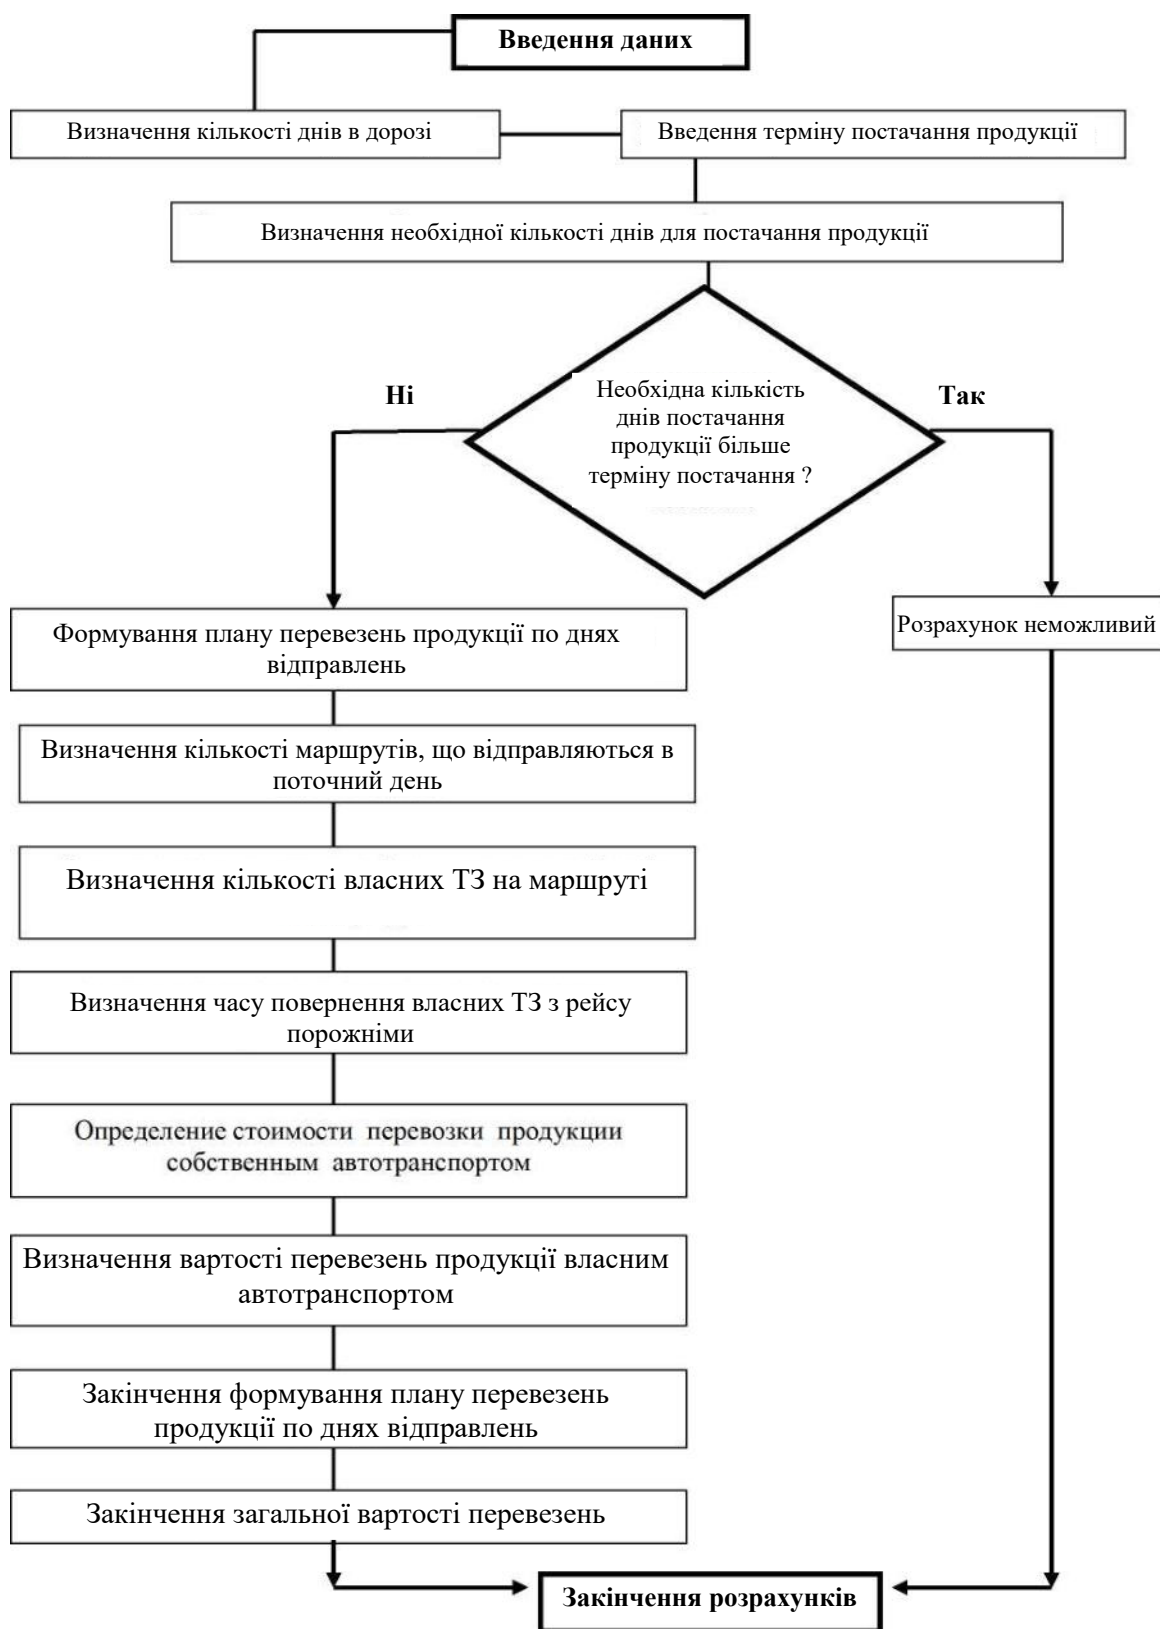 Введення даних
Визначення кількості днів в дорозі
Введення терміну постачання продукції
Визначення необхідної кількості днів для постачання продукції
Ні
Так
Необхідна кількість
днів постачання
продукції більше
терміну постачання ?
Формування плану перевезень продукції по днях
відправлень
Розрахунок неможливий
Визначення кількості маршрутів, що відправляються в
поточний день
Визначення кількості власних ТЗ на маршруті
Визначення часу повернення власних ТЗ з рейсу
порожніми
Определение стоимости перевозки продукции
собственным автотранспортом
Визначення вартості перевезень продукції власним
автотранспортом
Закінчення формування плану перевезень
продукції по днях відправлень
Закінчення загальної вартості перевезень
Закінчення розрахунків